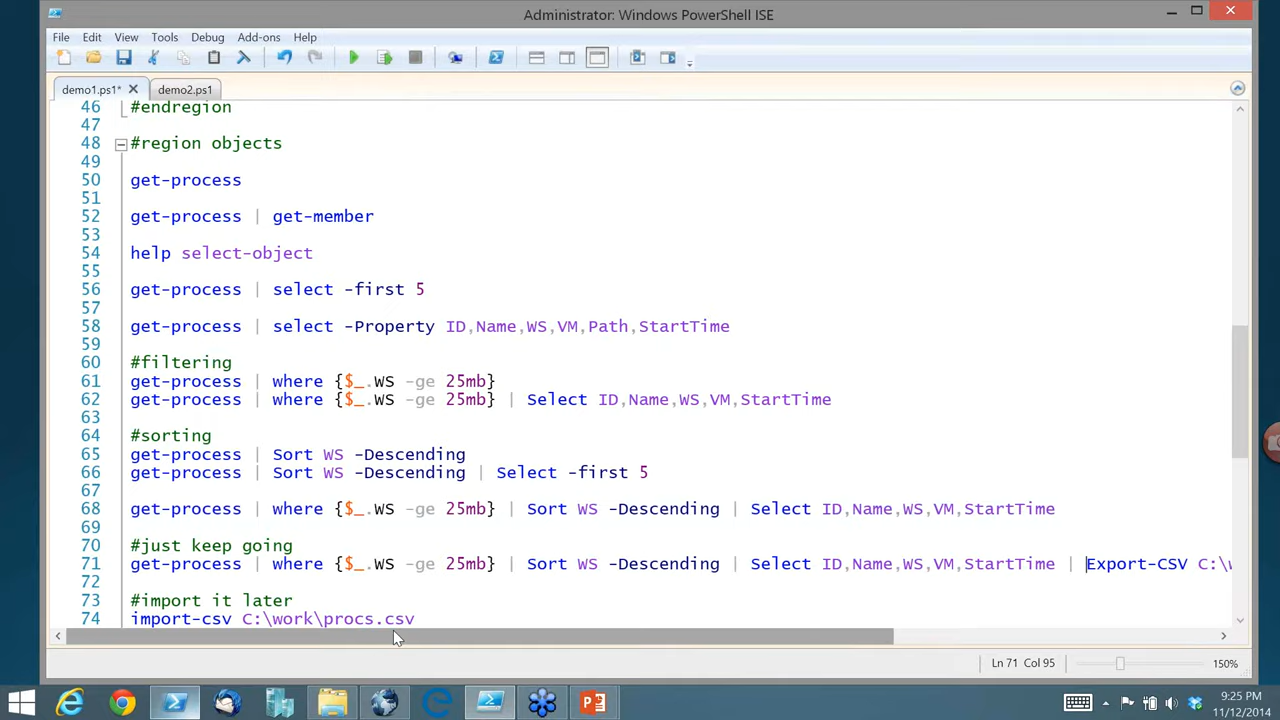 Administrator: Windows PowerShell ISE
File Edit View Tools Debug Add-ons Help
demo1.ps1* demo2.ps1
46 #endregion
47
48 #region objects
49
50 get-process
51
52 get-process | get-member
53
54 help select-object
55
56 get-process | select -first 5
57
58 get-process | select -Property ID,Name,WS,VM,Path,StartTime
59
60 #filtering
61 get-process | where {$_.WS -ge 25mb}
62 get-process | where {$_.WS -ge 25mb} | Select ID,Name,WS,VM,StartTime
63
64 #sorting
65 get-process | Sort WS -Descending
66 get-process | Sort WS -Descending | Select -first 5
67
68 get-process | where {$_.WS -ge 25mb} | Sort WS -Descending | Select ID,Name,WS,VM,StartTime
69
70 #just keep going
71 get-process | where {$_.WS -ge 25mb} | Sort WS -Descending | Select ID,Name,WS,VM,StartTime | Export-CSV C:\
72
73 #import it later
74 import-csv C:\work\procs.csv
Ln 71 Col 95 150%
9:25 PM
11/12/2014